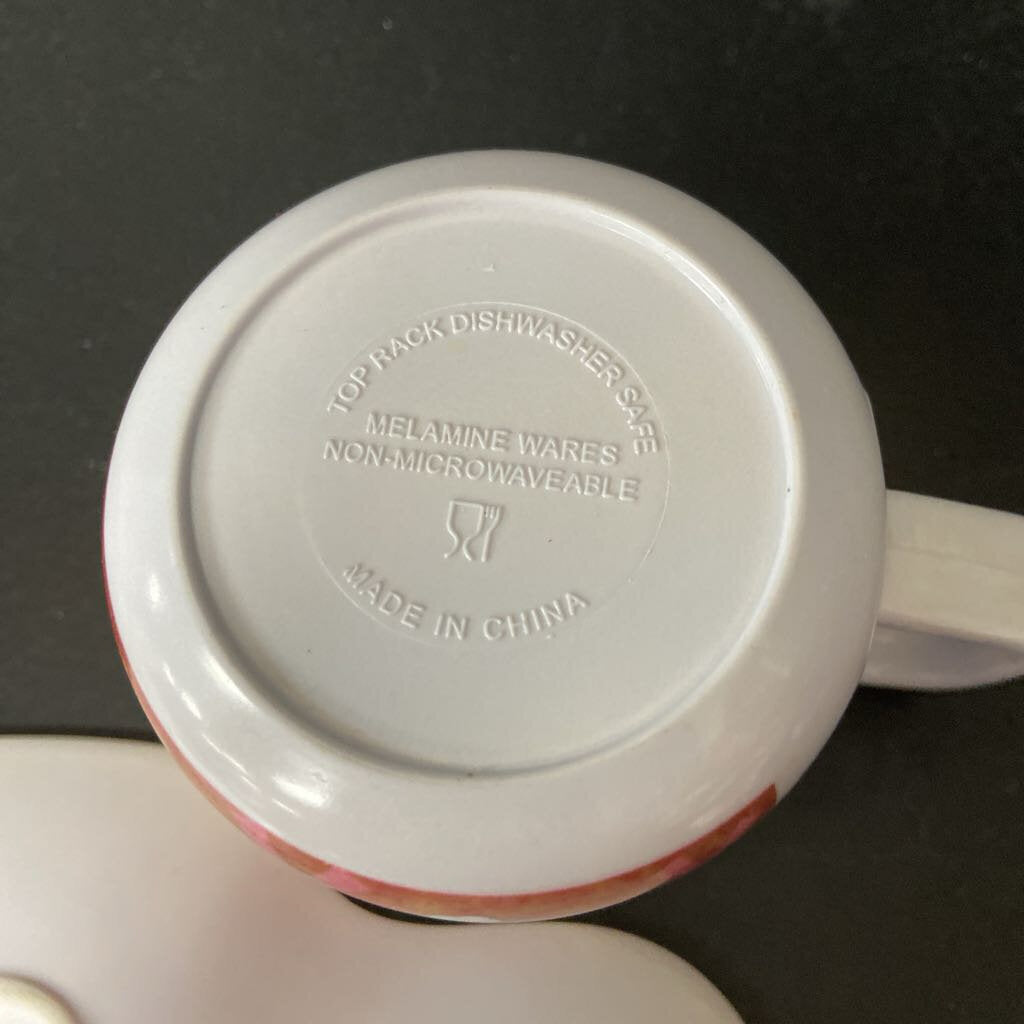 TOP RACK DISHWASHER SAFE
MELAMINE WARES
NON-MICROWAVEABLE
MADE IN CHINA